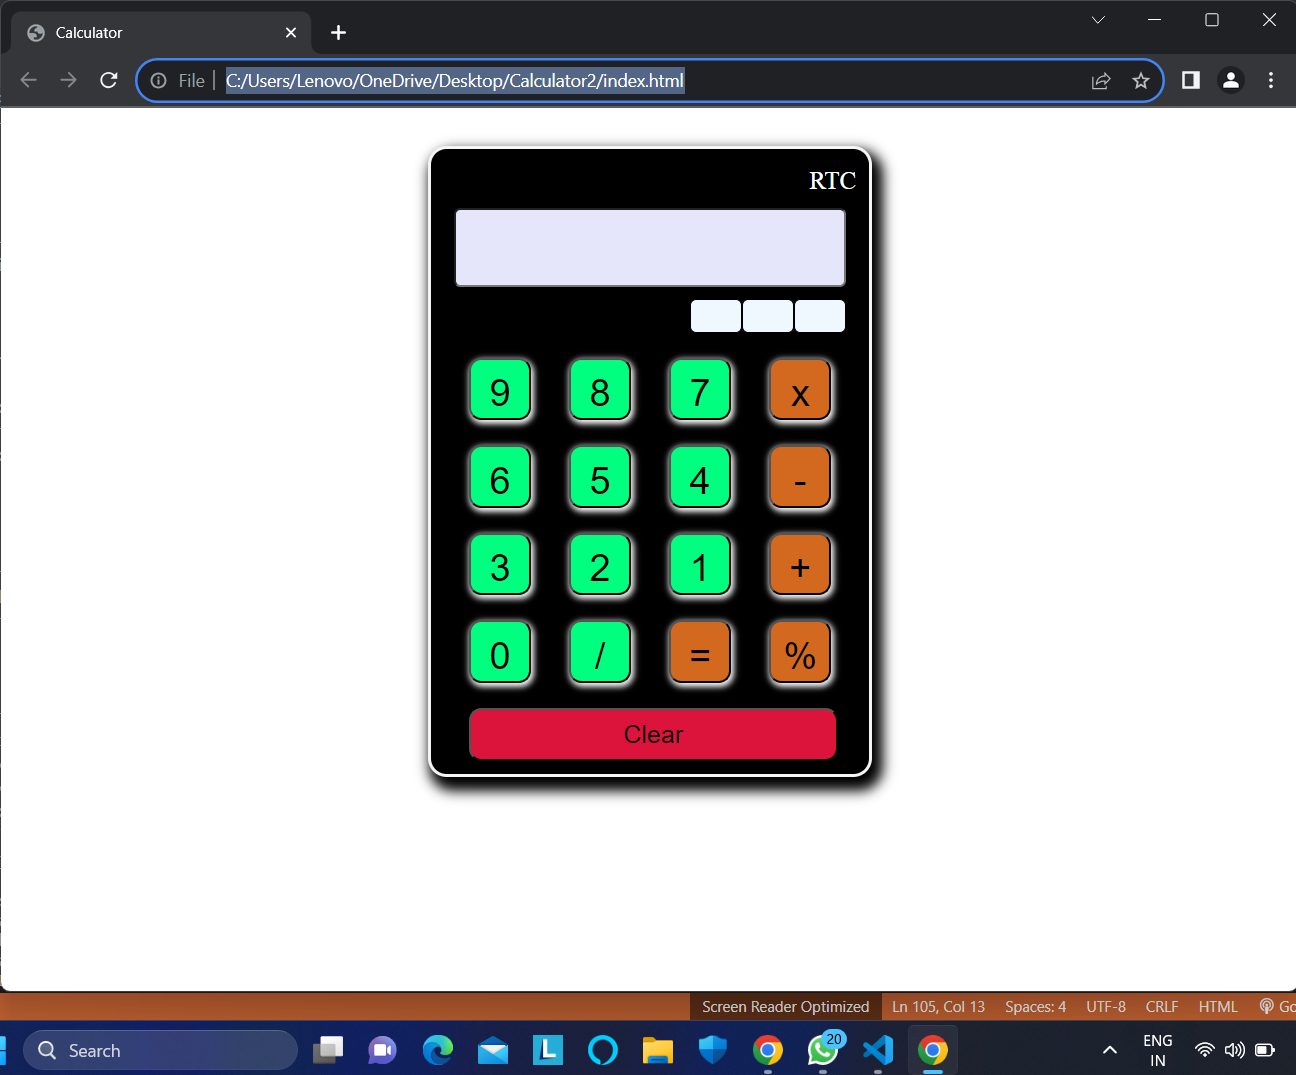 Calculator
File
C:/Users/Lenovo/OneDrive/Desktop/Calculator2/index.html
RTC
9 8 7 x
6 5 4 -
3 2 1 +
0 / = %
Clear
Screen Reader Optimized Ln 105, Col 13 Spaces: 4 UTF-8 CRLF HTML Go
Search
L
20
ENG
IN